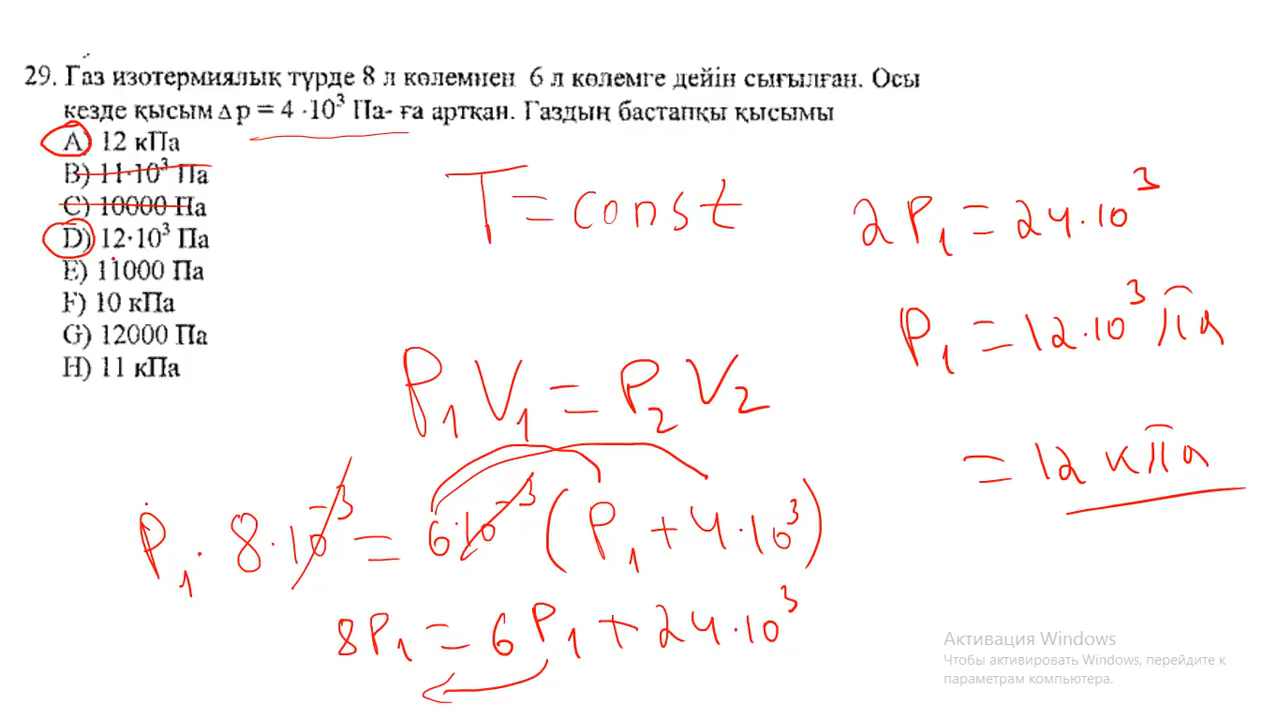 29. Газ изотермиялық түрде 8 л көлемнен 6 л көлемге дейін сығылған. Осы
кезде қысым Δp = 4 ·10³ Па- ға артқан. Газдың бастапқы қысымы
A) 12 кПа
B) 11·10³ Па
C) 10000 Па
D) 12·10³ Па
E) 11000 Па
F) 10 кПа
G) 12000 Па
H) 11 кПа
T = const
P₁V₁ = P₂V₂
P₁ · 8·10⁻³ = 6·10⁻³ (P₁ + 4·10³)
8P₁ = 6P₁ + 24·10³
2P₁ = 24·10³
P₁ = 12·10³ Па
= 12 кПа
Активация Windows
Чтобы активировать Windows, перейдите к
параметрам компьютера.